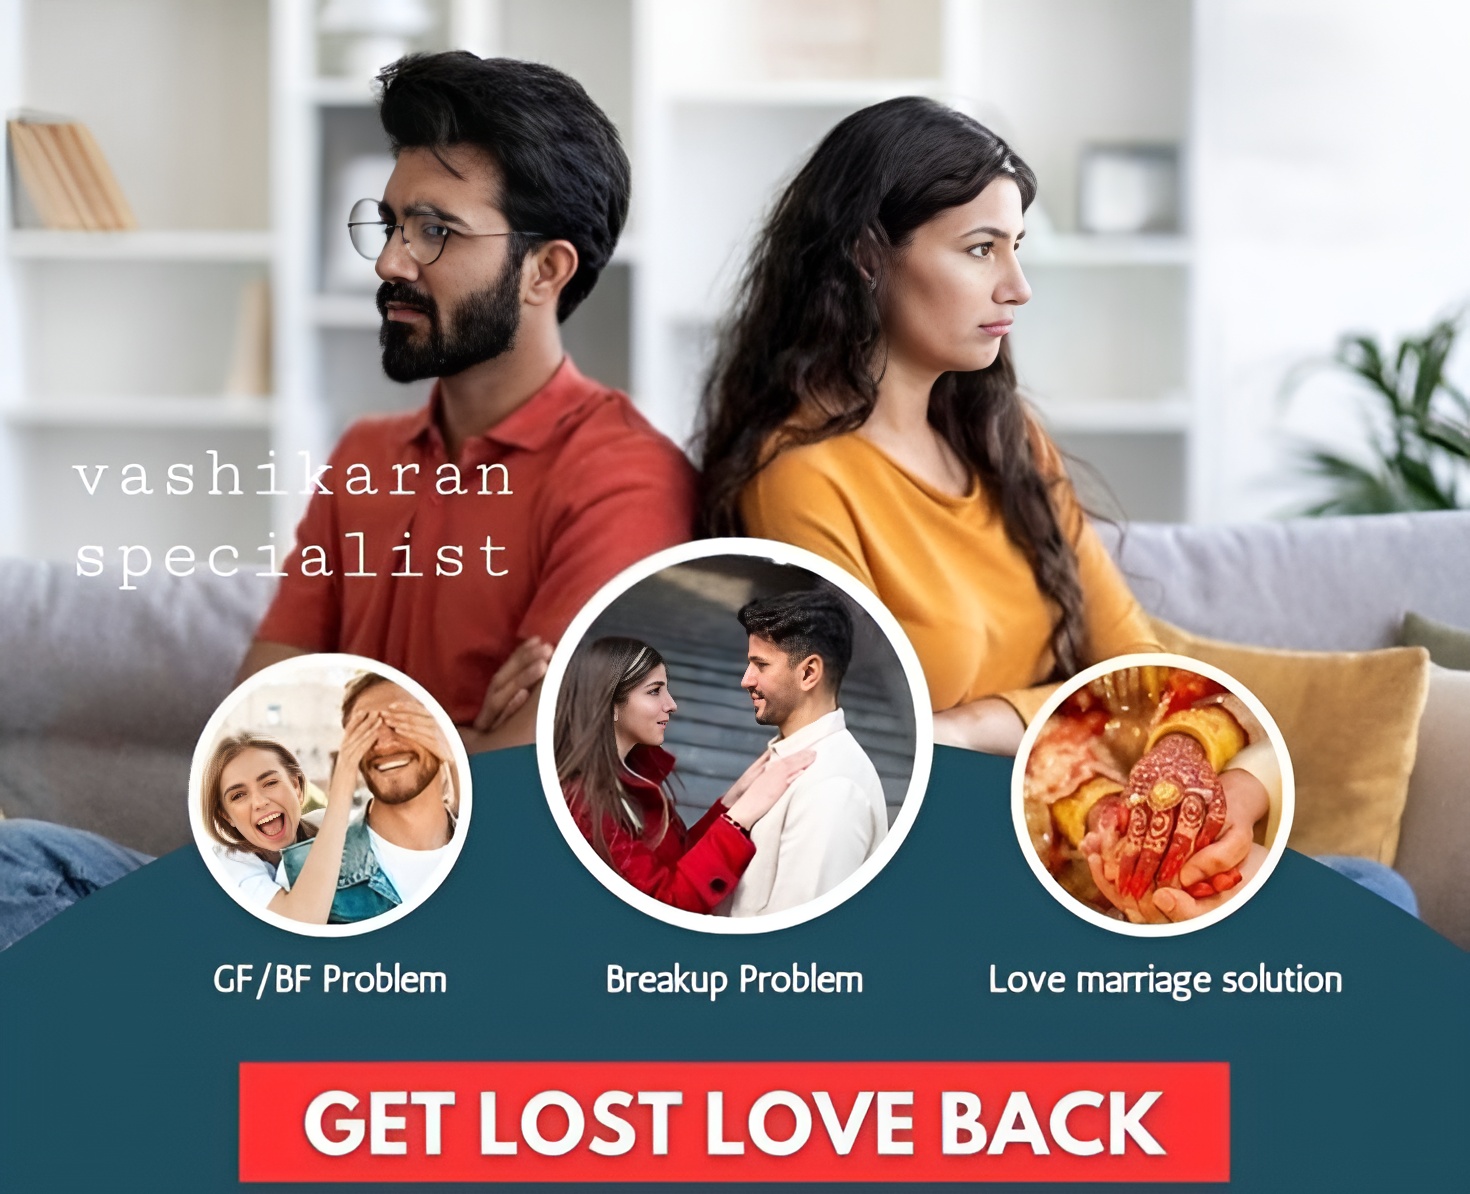 vashikaran
specialist
GF/BF Problem
Breakup Problem
Love marriage solution
GET LOST LOVE BACK